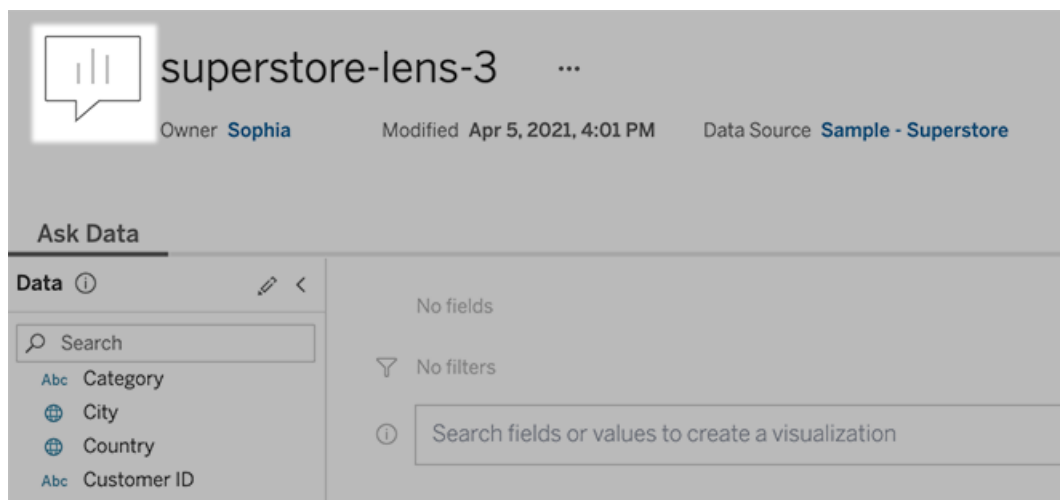 superstore-lens-3 ...
Owner Sophia Modified Apr 5, 2021, 4:01 PM Data Source Sample - Superstore
Ask Data
Data
Search
Abc Category
City
Country
Abc Customer ID
No fields
No filters
Search fields or values to create a visualization